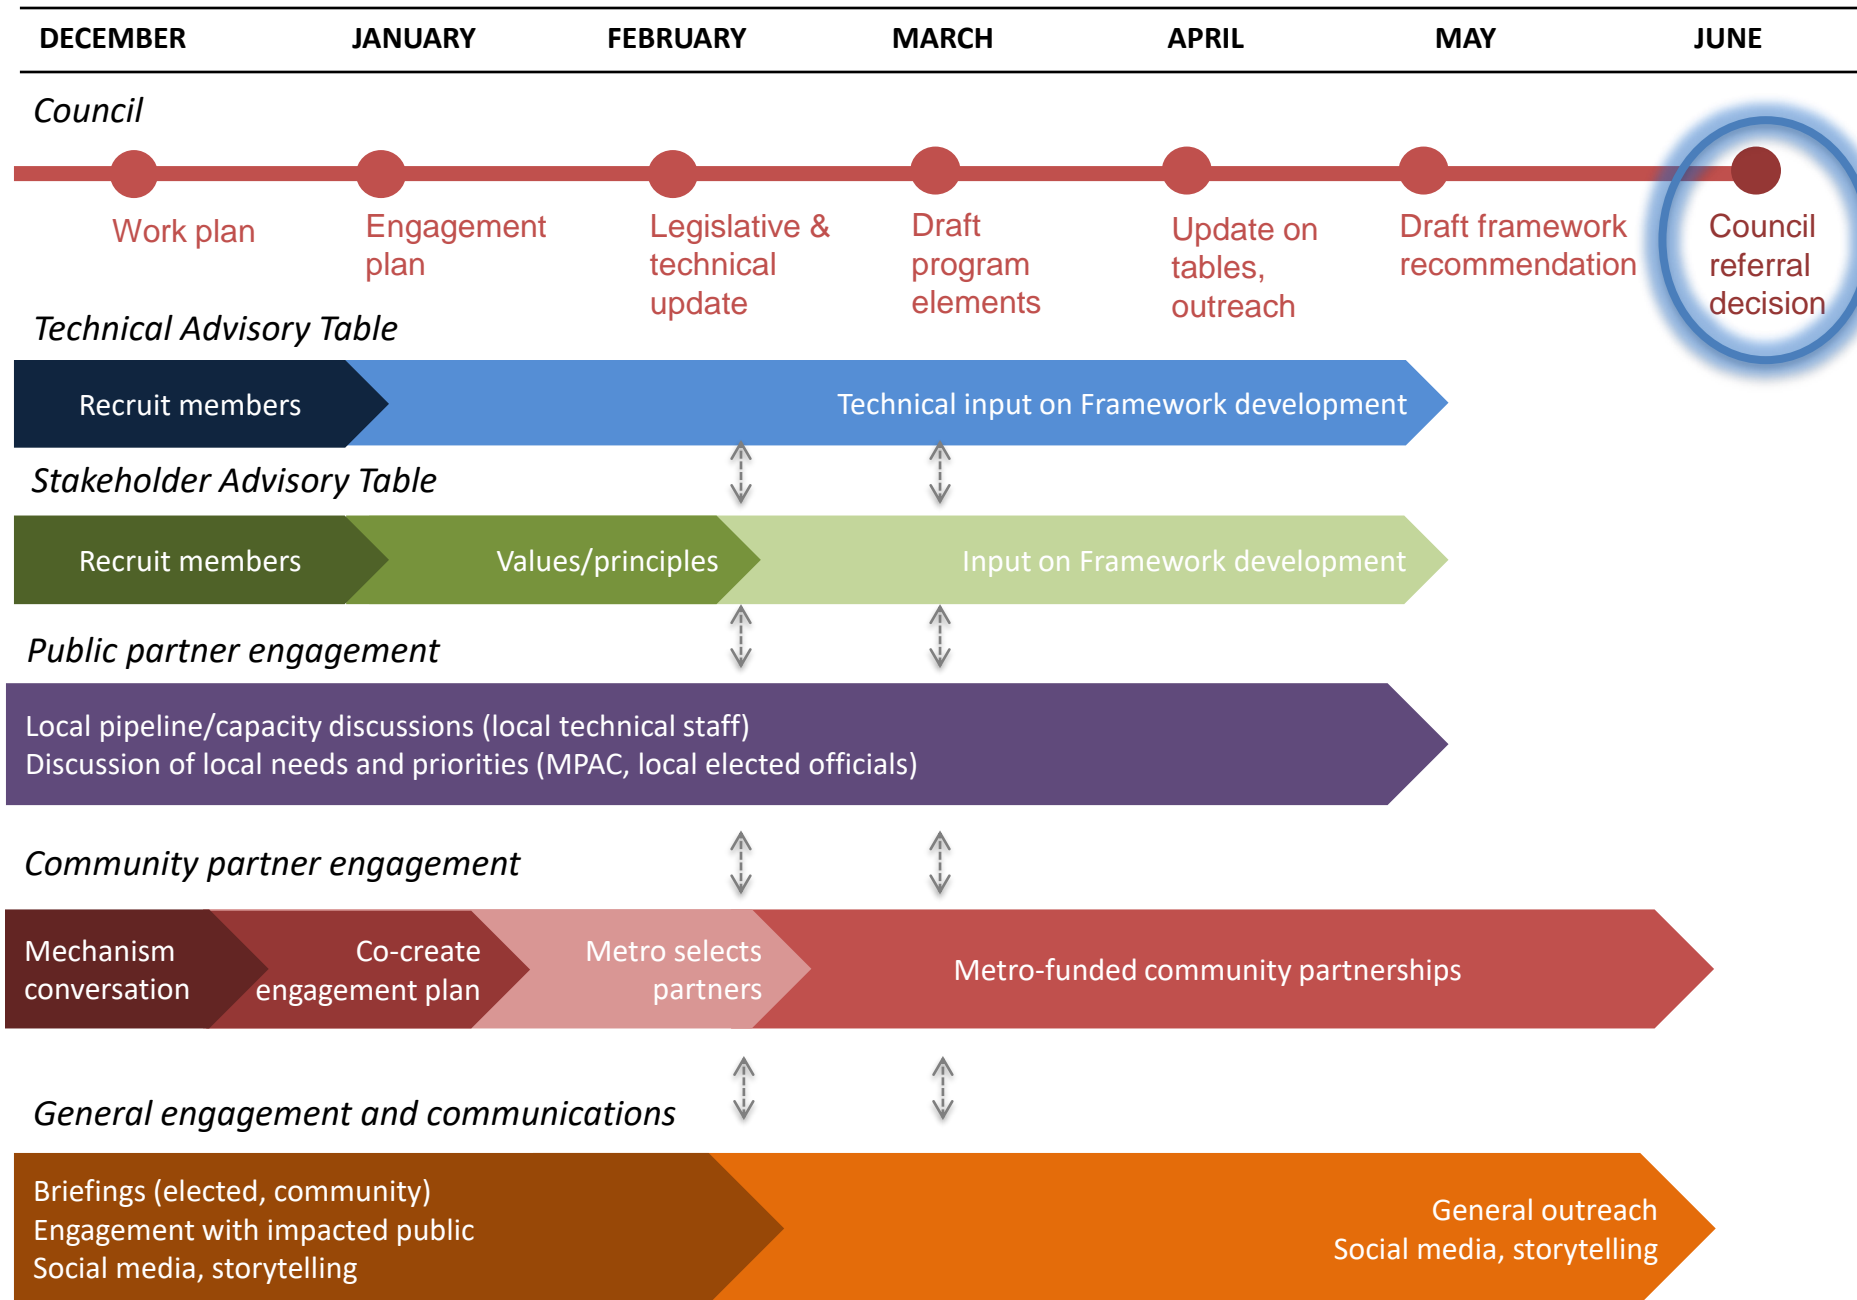 DECEMBER JANUARY FEBRUARY MARCH APRIL MAY JUNE
Council
Work plan
Engagement
plan
Legislative &
technical
update
Draft
program
elements
Update on
tables,
outreach
Draft framework
recommendation
Council
referral
decision
Technical Advisory Table
Recruit members
Technical input on Framework development
Stakeholder Advisory Table
Recruit members
Values/principles
Input on Framework development
Public partner engagement
Local pipeline/capacity discussions (local technical staff)
Discussion of local needs and priorities (MPAC, local elected officials)
Community partner engagement
Mechanism
conversation
Co-create
engagement plan
Metro selects
partners
Metro-funded community partnerships
General engagement and communications
Briefings (elected, community)
Engagement with impacted public
Social media, storytelling
General outreach
Social media, storytelling